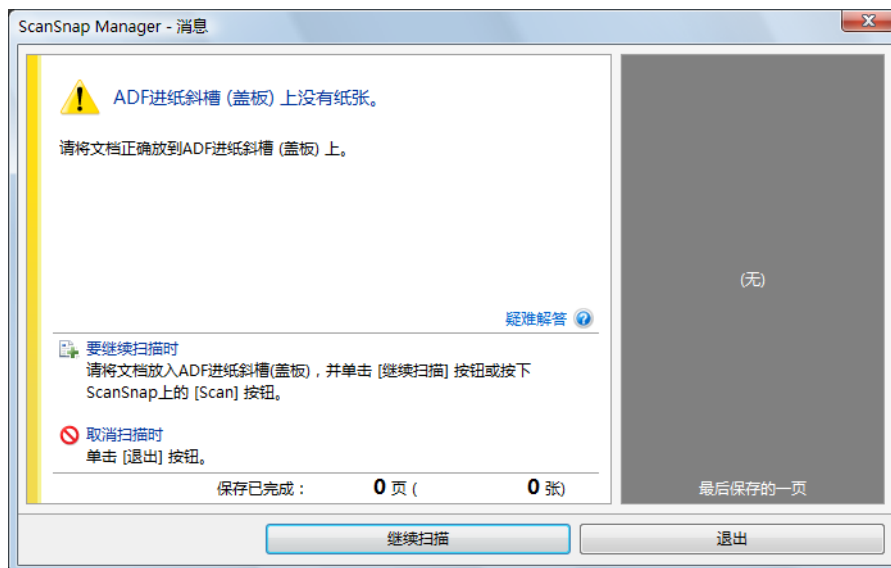 ScanSnap Manager - 消息
ADF进纸斜槽 (盖板) 上没有纸张。
请将文档正确放到ADF进纸斜槽 (盖板) 上。
(无)
疑难解答
要继续扫描时
请将文档放入ADF进纸斜槽(盖板)，并单击 [继续扫描] 按钮或按下
ScanSnap上的 [Scan] 按钮。
取消扫描时
单击 [退出] 按钮。
保存已完成： 0 页 ( 0 张)
最后保存的一页
继续扫描
退出